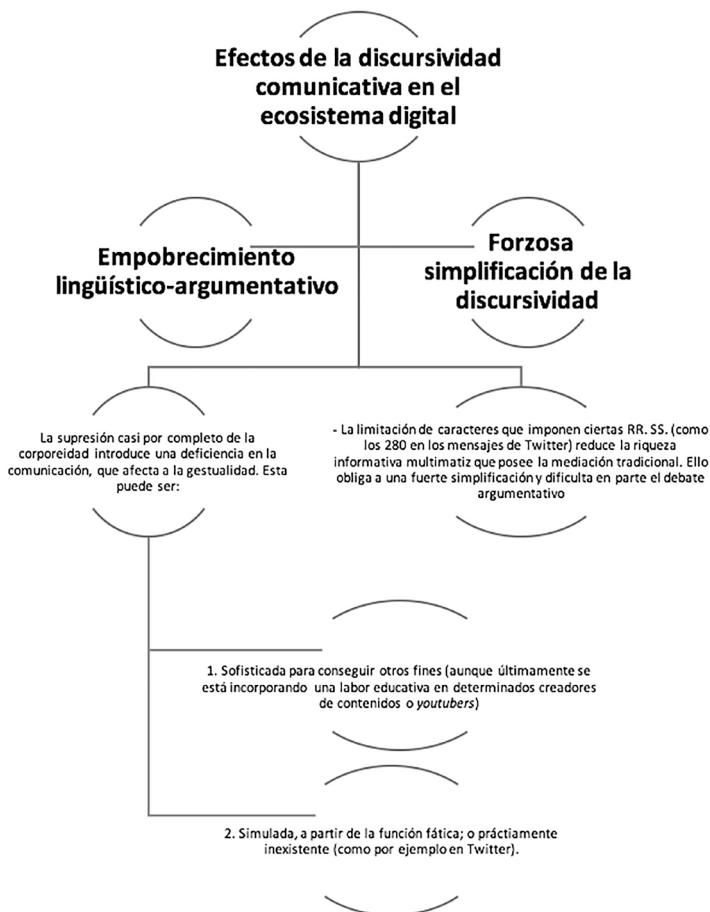 Efectos de la discursividad
comunicativa en el
ecosistema digital
Empobrecimiento
lingüístico-argumentativo
Forzosa
simplificación de la
discursividad
La supresión casi por completo de la
corporeidad introduce una deficiencia en la
comunicación, que afecta a la gestualidad. Esta
puede ser:
- La limitación de caracteres que imponen ciertas RR. SS. (como
los 280 en los mensajes de Twitter) reduce la riqueza
informativa multimatiz que posee la mediación tradicional. Ello
obliga a una fuerte simplificación y dificulta en parte el debate
argumentativo
1. Sofisticada para conseguir otros fines (aunque últimamente se
está incorporando una labor educativa en determinados creadores
de contenidos o youtubers)
2. Simulada, a partir de la función fática; o práctiamente
inexistente (como por ejemplo en Twitter).